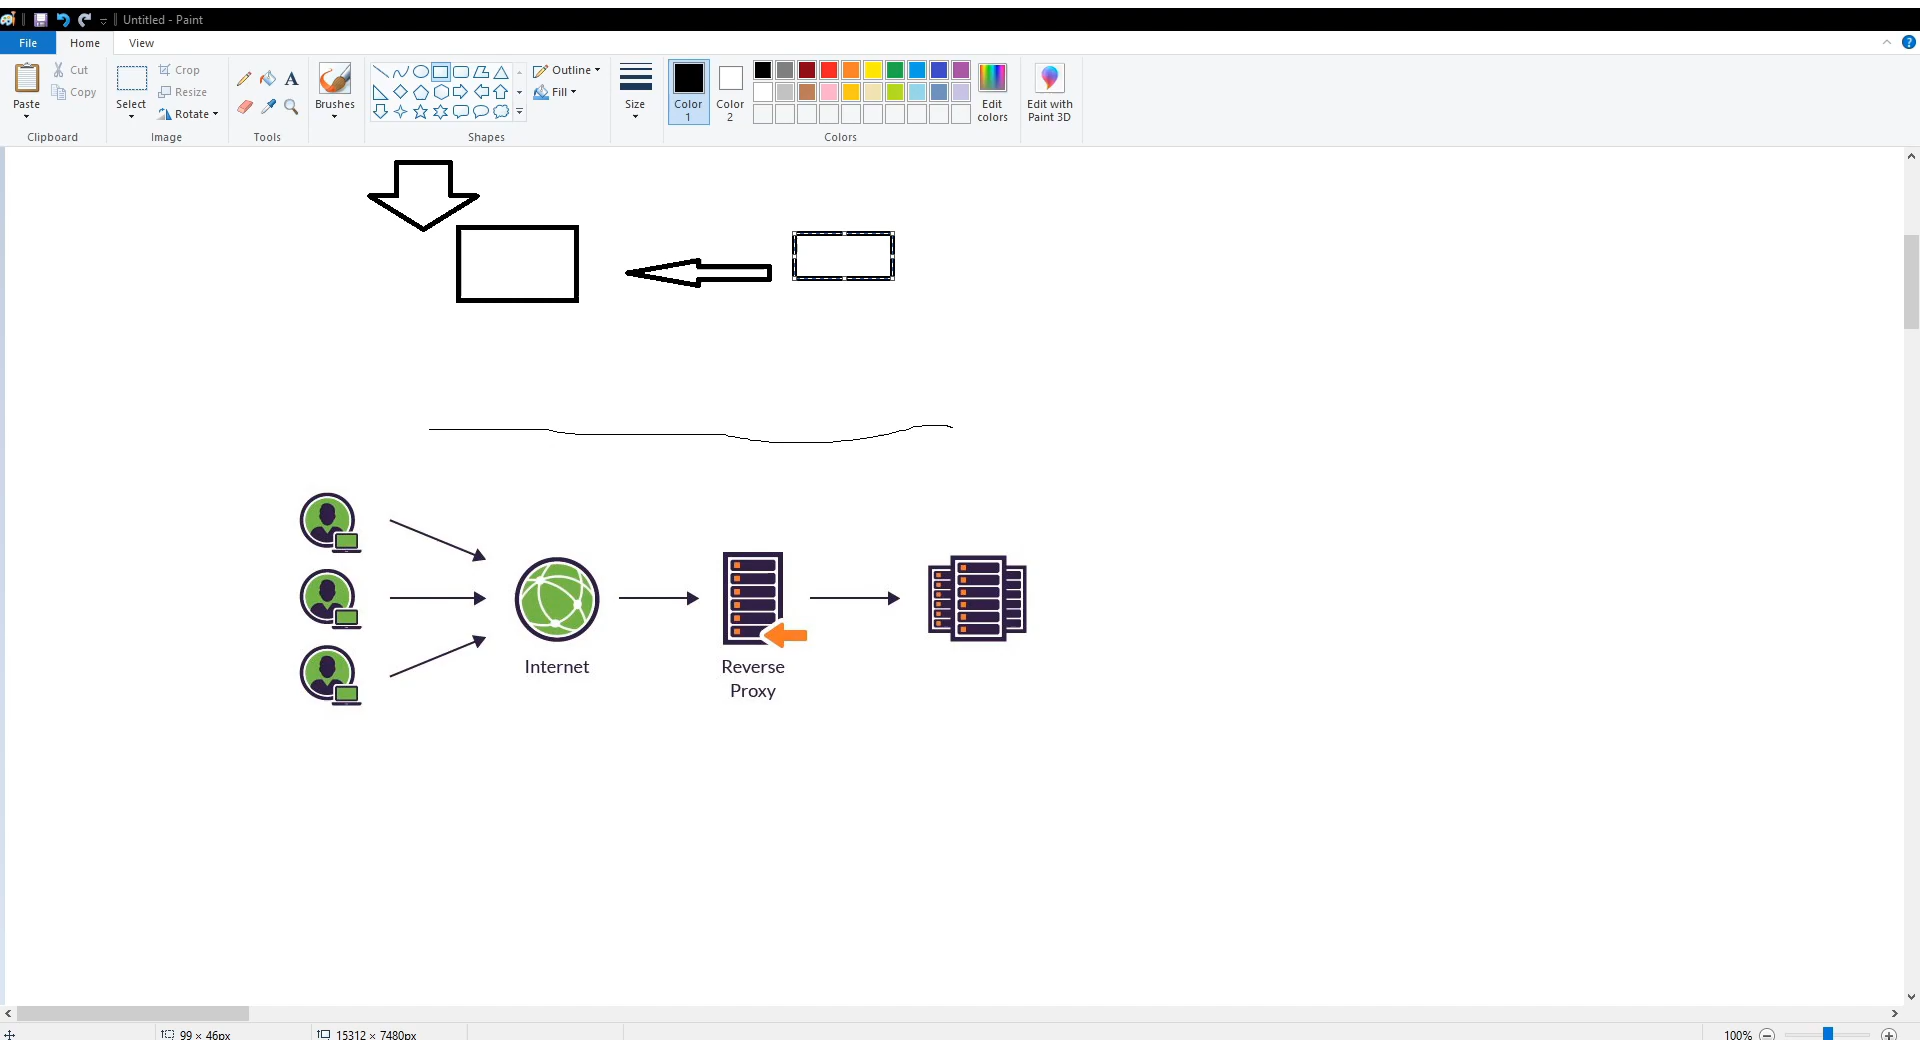 Untitled - Paint
File Home View
Paste
Cut
Copy
Clipboard
Select
Crop
Resize
Rotate
Image
A
Tools
Brushes
Outline
Fill
Shapes
Size
Color 1
Color 2
Edit colors
Colors
Edit with Paint 3D
Internet
Reverse
Proxy
99 × 46px 15312 × 7480px 100%